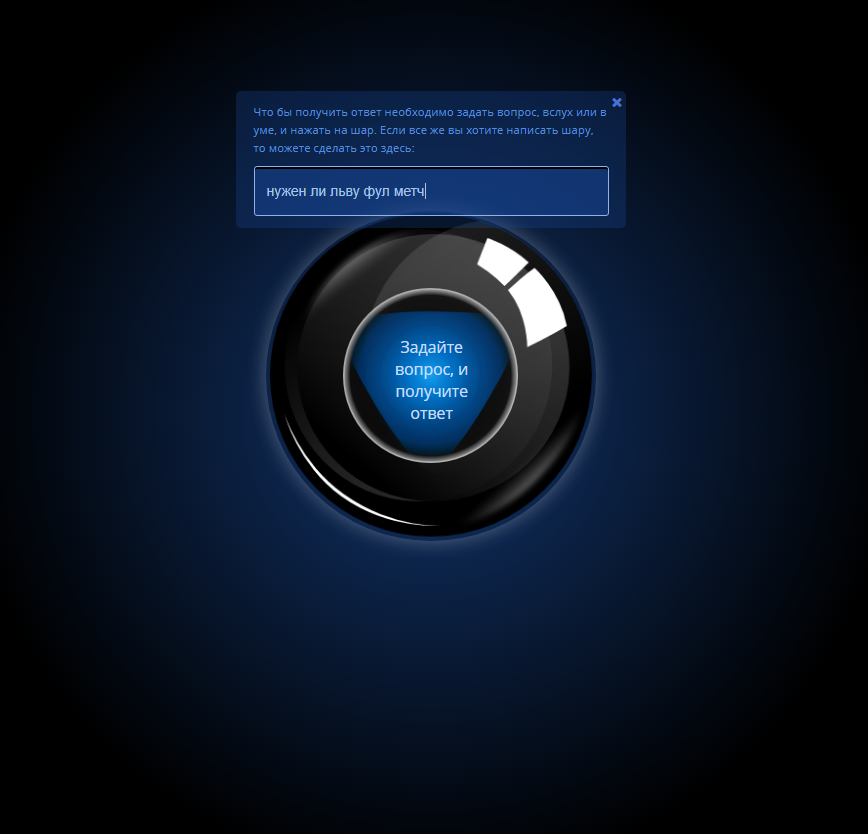 Что бы получить ответ необходимо задать вопрос, вслух или в
уме, и нажать на шар. Если все же вы хотите написать шару,
то можете сделать это здесь:
нужен ли льву фул метч
Задайте
вопрос, и
получите
ответ